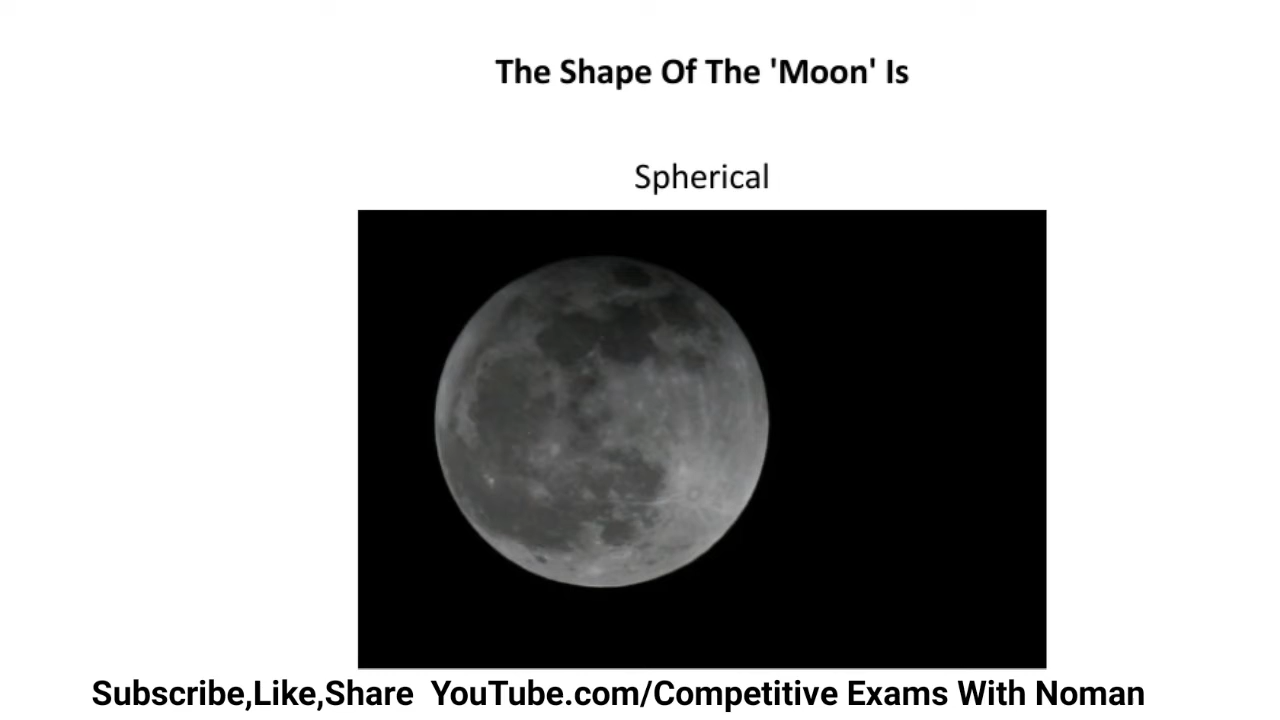 The Shape Of The 'Moon' Is
Spherical
Subscribe,Like,Share YouTube.com/Competitive Exams With Noman